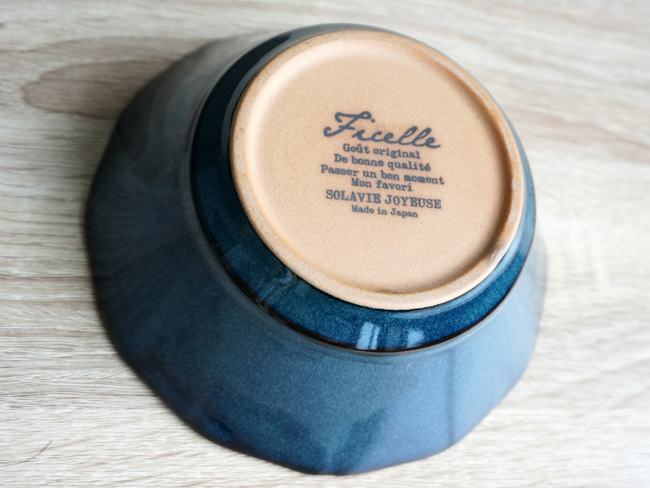 Ficelle
Goût original
De bonne qualité
Passer un bon moment
Mon favori
SOLAVIE JOYEUSE
Made in Japan